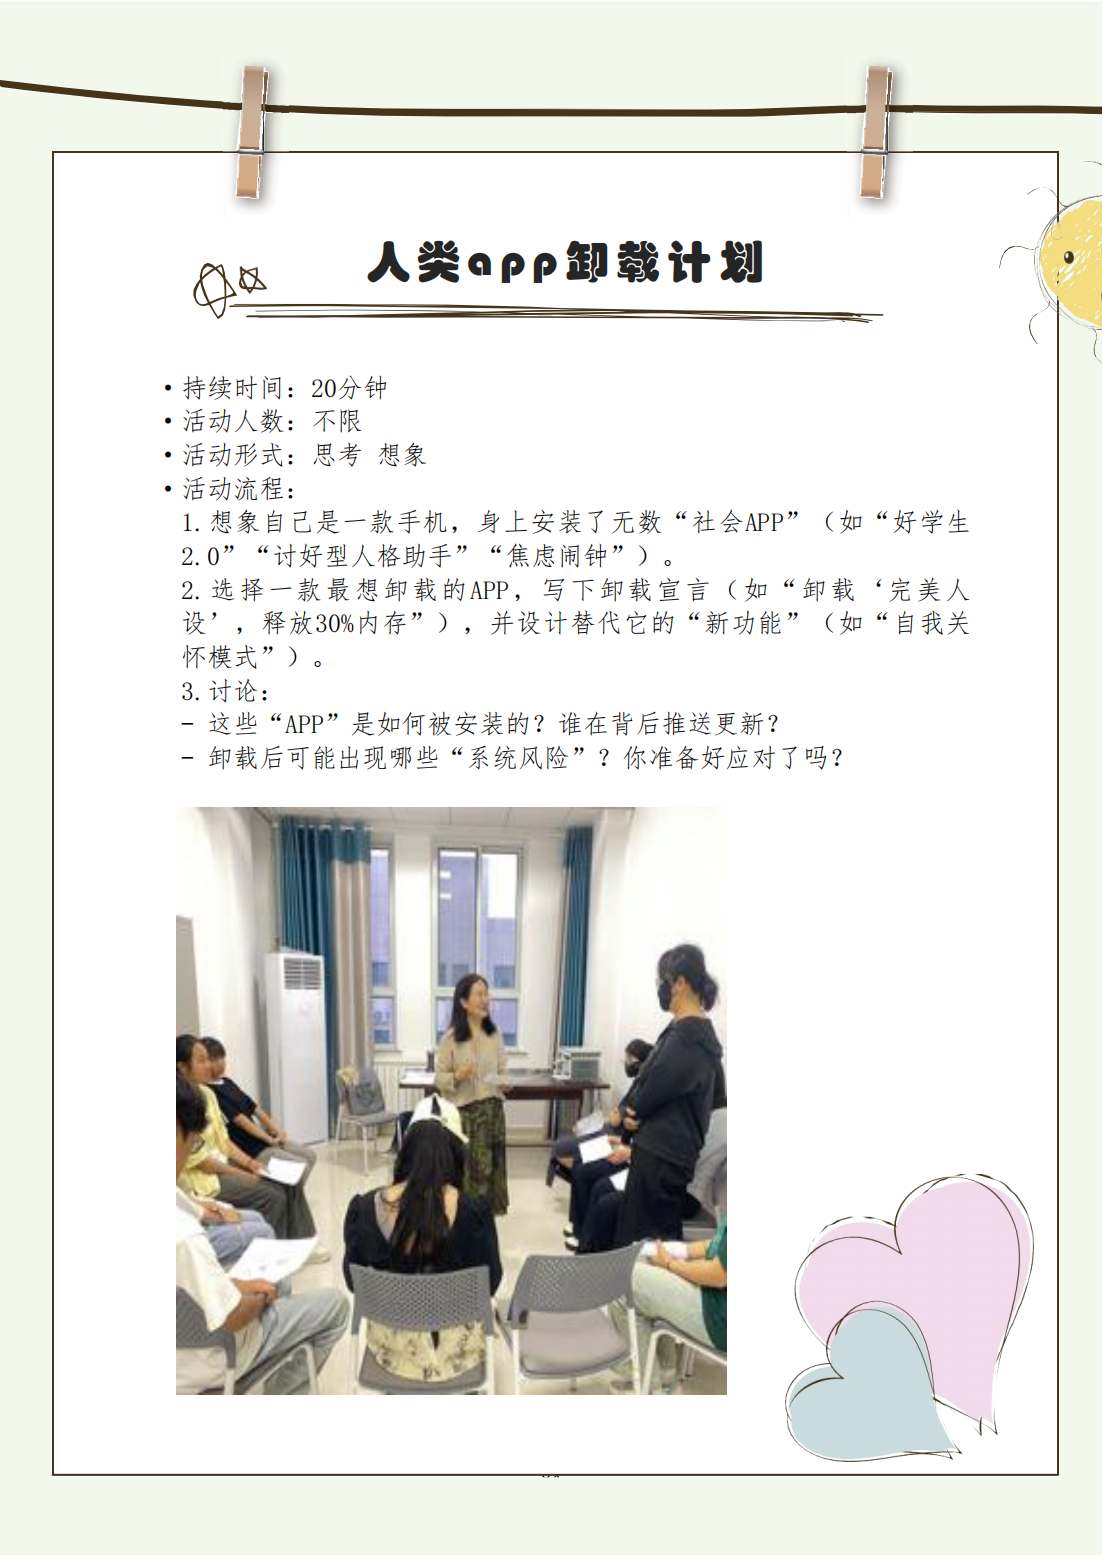 人类app卸载计划
•持续时间：20分钟
•活动人数：不限
•活动形式：思考 想象
•活动流程：
1.想象自己是一款手机，身上安装了无数“社会APP”（如“好学生
2.0”“讨好型人格助手”“焦虑闹钟”）。
2.选择一款最想卸载的APP，写下卸载宣言（如“卸载‘完美人
设’，释放30%内存”），并设计替代它的“新功能”（如“自我关
怀模式”）。
3.讨论：
- 这些“APP”是如何被安装的？谁在背后推送更新？
- 卸载后可能出现哪些“系统风险”？你准备好应对了吗？